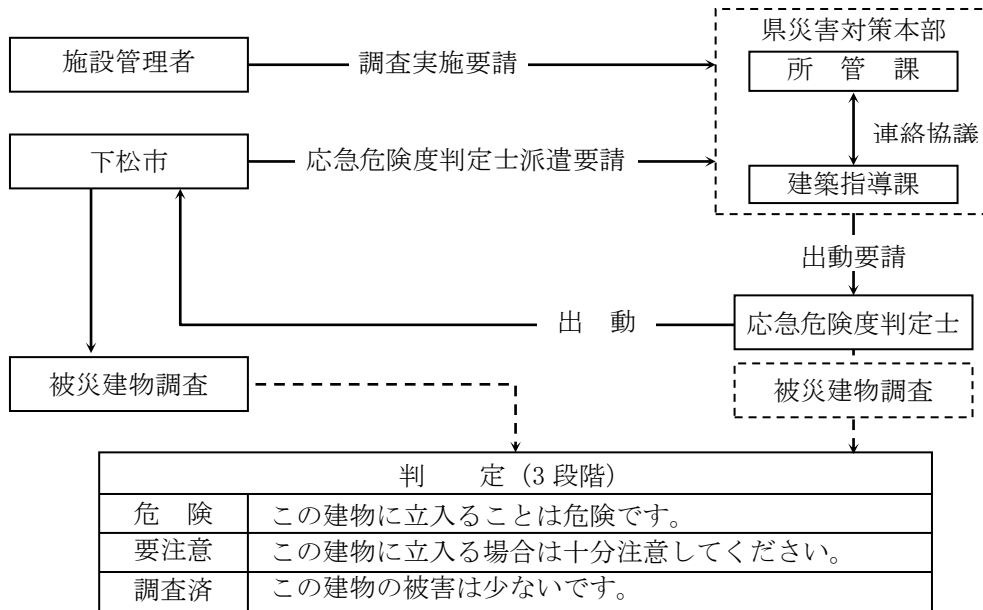 県災害対策本部
施設管理者
調査実施要請
所 管 課
連絡協議
下松市
応急危険度判定士派遣要請
建築指導課
出動要請
出 動
応急危険度判定士
被災建物調査
被災建物調査
判 定（3 段階）
危 険 この建物に立入ることは危険です。
要注意 この建物に立入る場合は十分注意してください。
調査済 この建物の被害は少ないです。